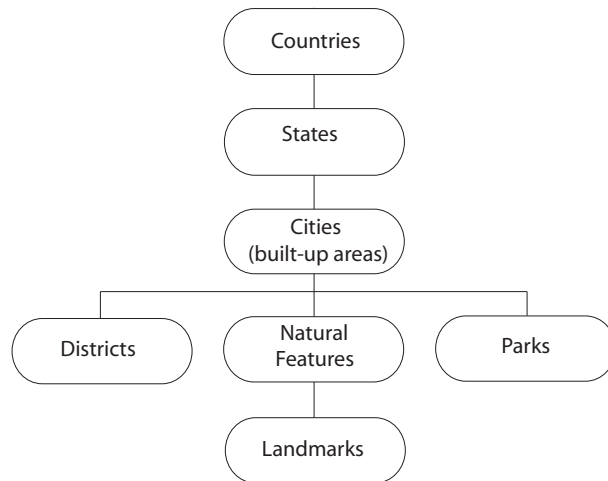 Countries
States
Cities
(built-up areas)
Districts
Natural
Features
Parks
Landmarks